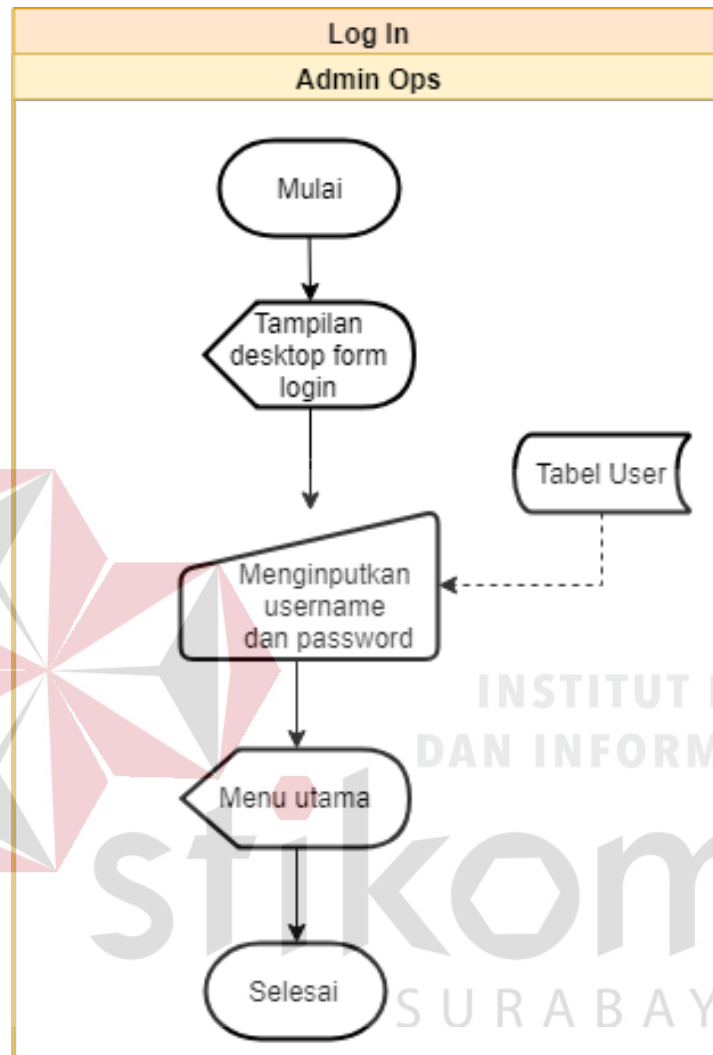 Log In
Admin Ops
Mulai
Tampilan
desktop form
login
Tabel User
Menginputkan
username
dan password
INSTITUT
DAN INFORM
Menu utama
stikom
Selesai
SURABAY